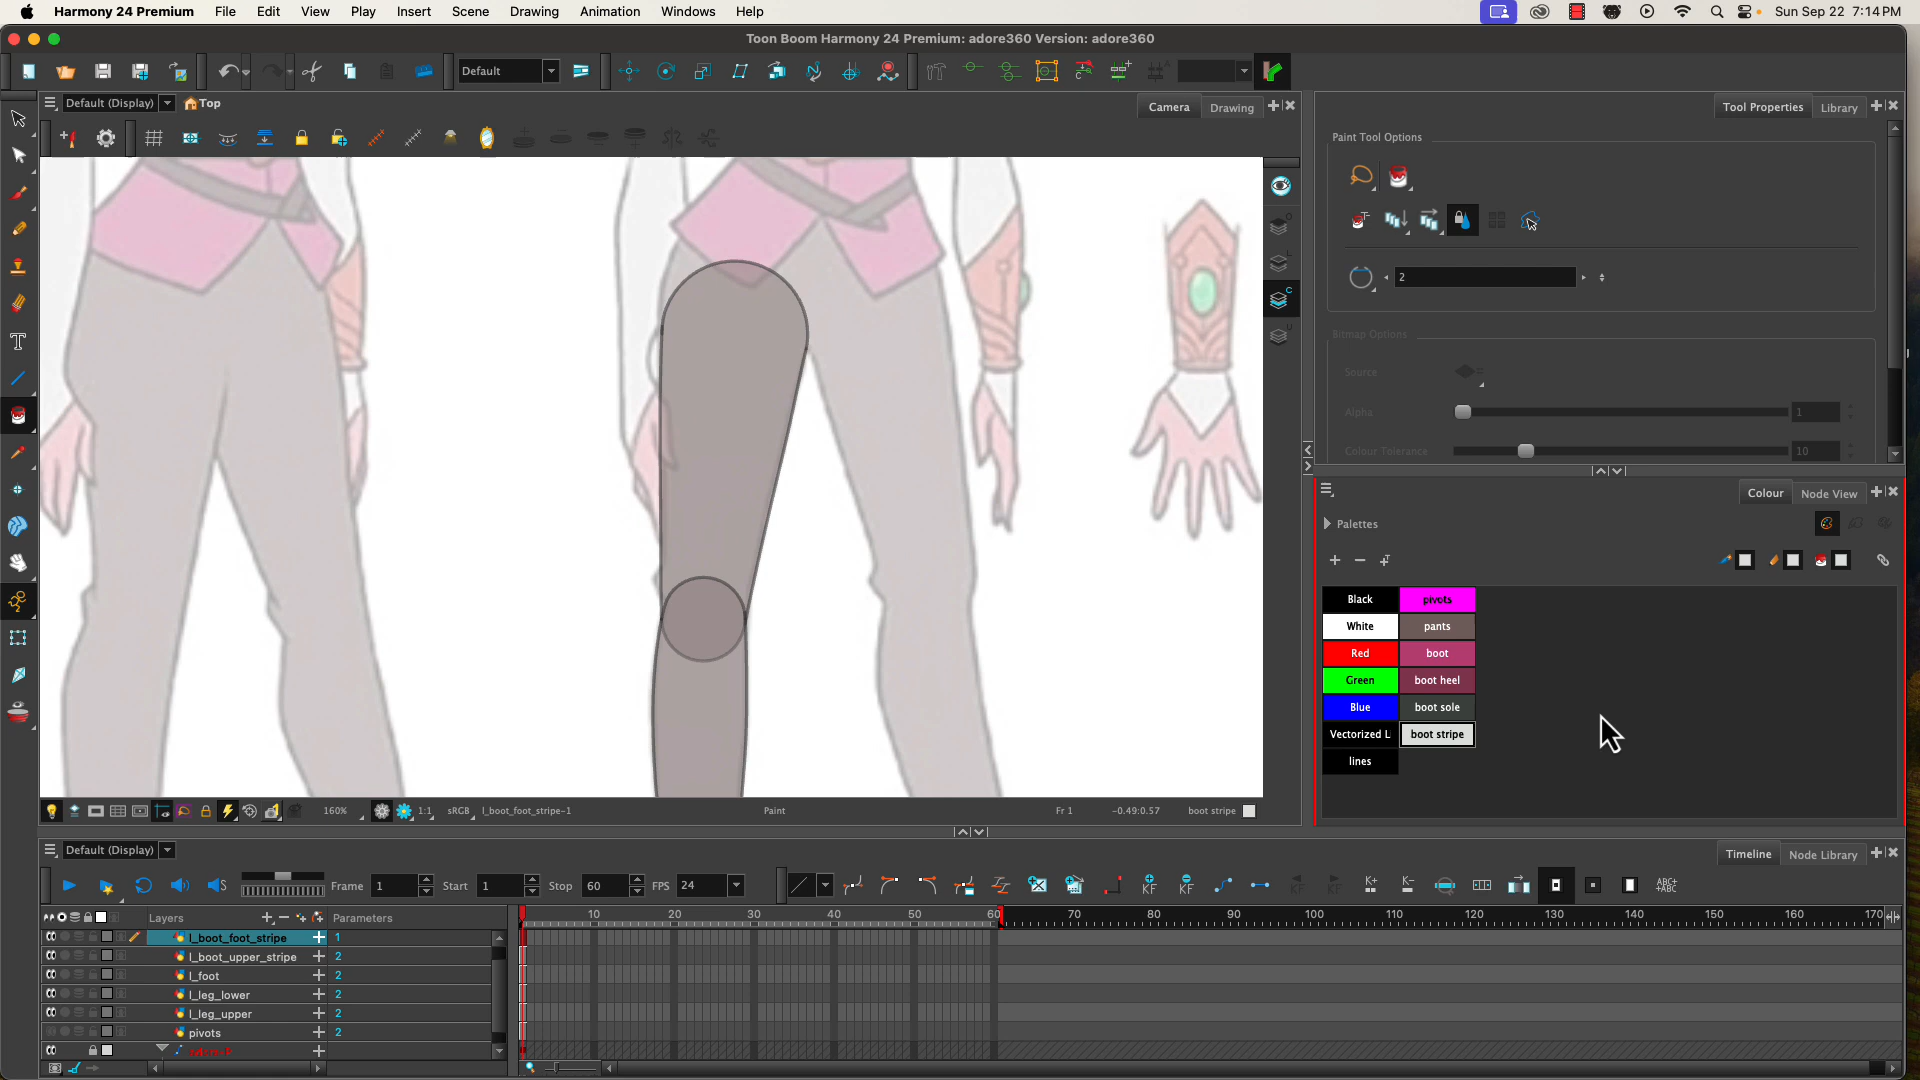 Harmony 24 Premium File Edit View Play Insert Scene Drawing Animation Windows Help Sun Sep 22 7:14 PM
Toon Boom Harmony 24 Premium: adore360 Version: adore360
Default
Default (Display) Top Camera Drawing
Tool Properties Library
Paint Tool Options
2
Bitmap Options
Source
Alpha 1
Colour Tolerance 10
Colour Node View
Palettes
Black pivots
White pants
Red boot
Green boot heel
Blue boot sole
Vectorized L boot stripe
lines
160% 1:1 sRGB l_boot_foot_stripe-1 Paint Fr 1 -0.49:0.57 boot stripe
Default (Display) Timeline Node Library
Frame 1 Start 1 Stop 60 FPS 24
Layers Parameters 10 20 30 40 50 60 70 80 90 100 110 120 130 140 150 160 170
l_boot_foot_stripe 1
l_boot_upper_stripe 2
l_foot 2
l_leg_lower 2
l_leg_upper 2
pivots 2